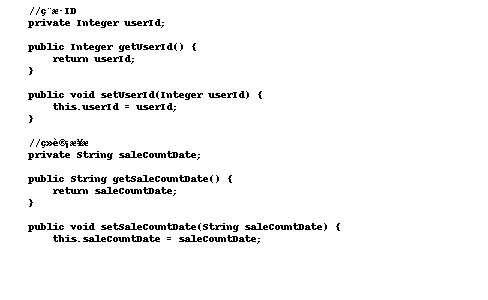 //ç¨æ·ID
private Integer userId;
public Integer getUserId() {
return userId;
}
public void setUserId(Integer userId) {
this.userId = userId;
}
//ç»è®¡æ¥æ
private String saleCountDate;
public String getSaleCountDate() {
return saleCountDate;
}
public void setSaleCountDate(String saleCountDate) {
this.saleCountDate = saleCountDate;